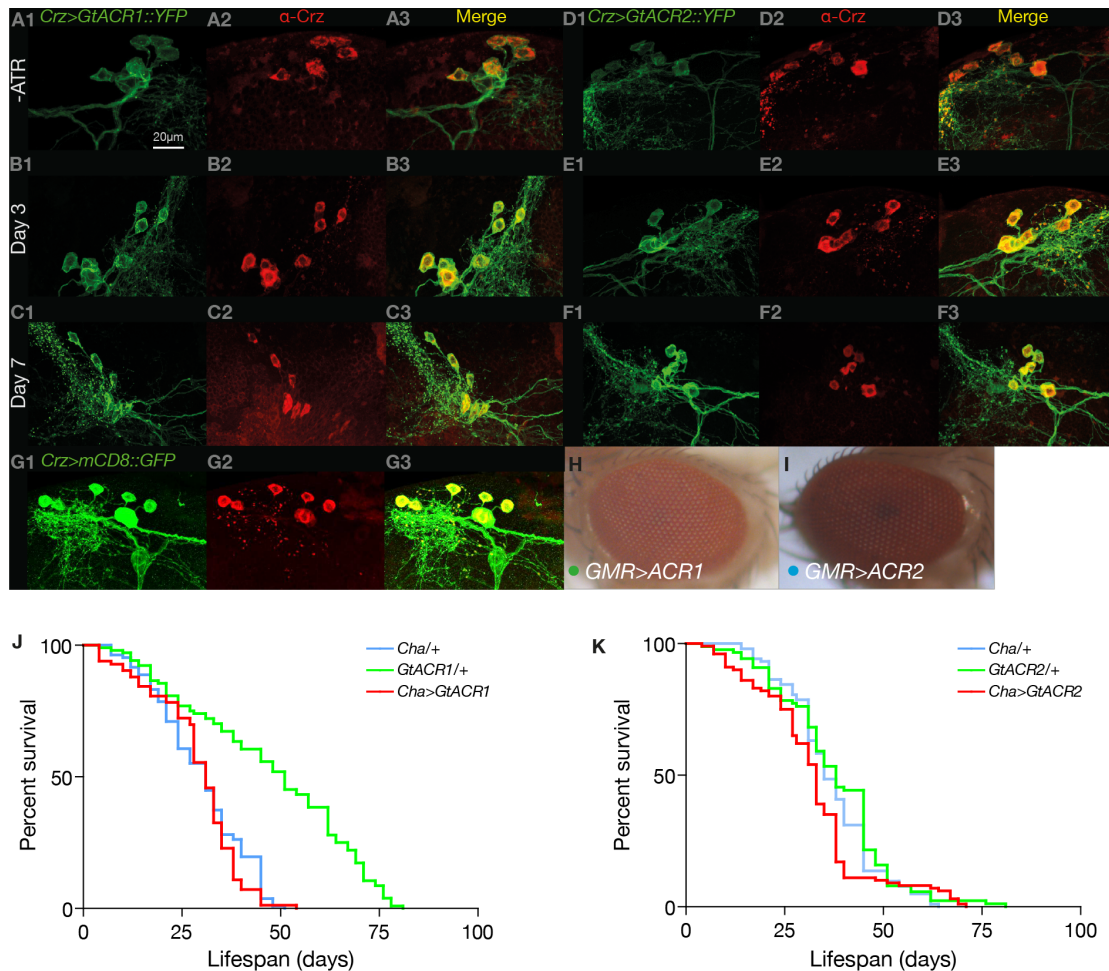 A1 Crz>GtACR1::YFP A2 α-Crz A3 Merge D1 Crz>GtACR2::YFP D2 α-Crz D3 Merge
-ATR
20µm
B1 B2 B3 E1 E2 E3
Day 3
C1 C2 C3 F1 F2 F3
Day 7
G1 Crz>mCD8::GFP G2 G3 H I
GMR>ACR1 GMR>ACR2
J
Percent survival
100
50
0
0 25 50 75 100
Lifespan (days)
Cha/+
GtACR1/+
Cha>GtACR1
K
Percent survival
100
50
0
0 25 50 75 100
Lifespan (days)
Cha/+
GtACR2/+
Cha>GtACR2